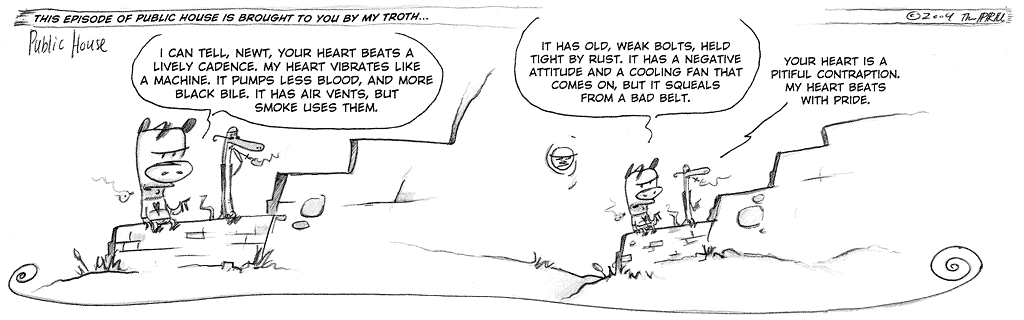 THIS EPISODE OF PUBLIC HOUSE IS BROUGHT TO YOU BY MY TROTH...
©2004
Public House
I CAN TELL, NEWT, YOUR HEART BEATS A
LIVELY CADENCE. MY HEART VIBRATES LIKE
A MACHINE. IT PUMPS LESS BLOOD, AND MORE
BLACK BILE. IT HAS AIR VENTS, BUT
SMOKE USES THEM.
IT HAS OLD, WEAK BOLTS, HELD
TIGHT BY RUST. IT HAS A NEGATIVE
ATTITUDE AND A COOLING FAN THAT
COMES ON, BUT IT SQUEALS
FROM A BAD BELT.
YOUR HEART IS A
PITIFUL CONTRAPTION.
MY HEART BEATS
WITH PRIDE.